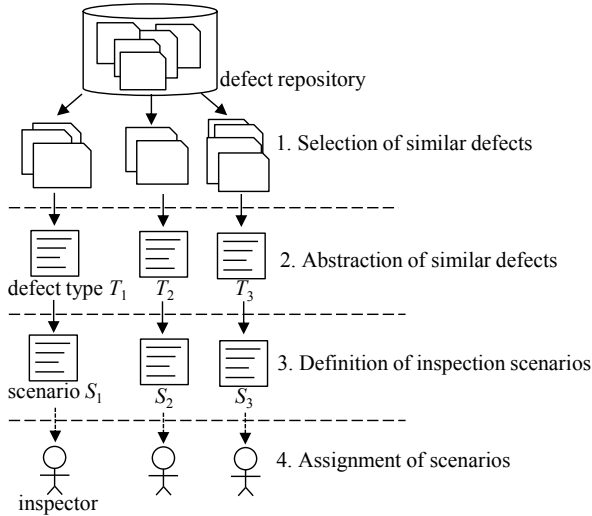 defect repository
1. Selection of similar defects
2. Abstraction of similar defects
defect type T1 T2 T3
3. Definition of inspection scenarios
scenario S1 S2 S3
4. Assignment of scenarios
inspector